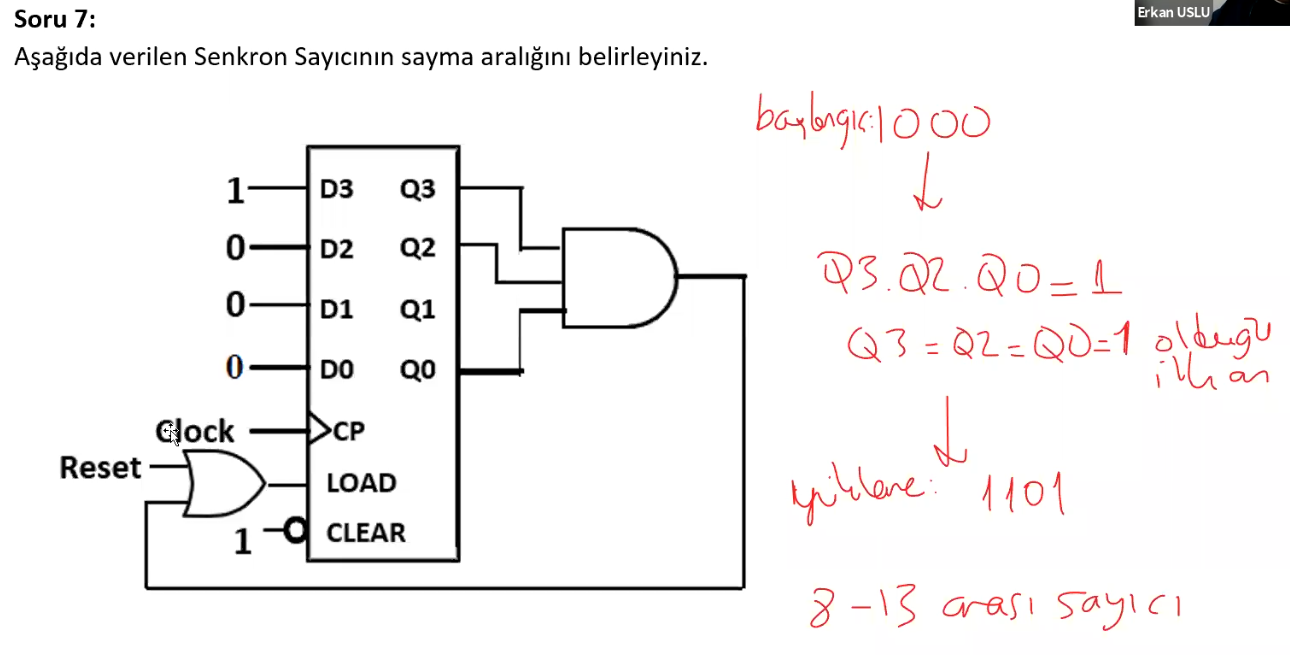 Erkan USLU
Soru 7:
Aşağıda verilen Senkron Sayıcının sayma aralığını belirleyiniz.
1 D3 Q3
0 D2 Q2
0 D1 Q1
0 D0 Q0
Clock CP
Reset
LOAD
1 CLEAR
başlangıç: 1000
Q3.Q2.Q0=1
Q3=Q2=Q0=1 olduğu
ilk an
yükleme: 1101
8-13 arası sayıcı